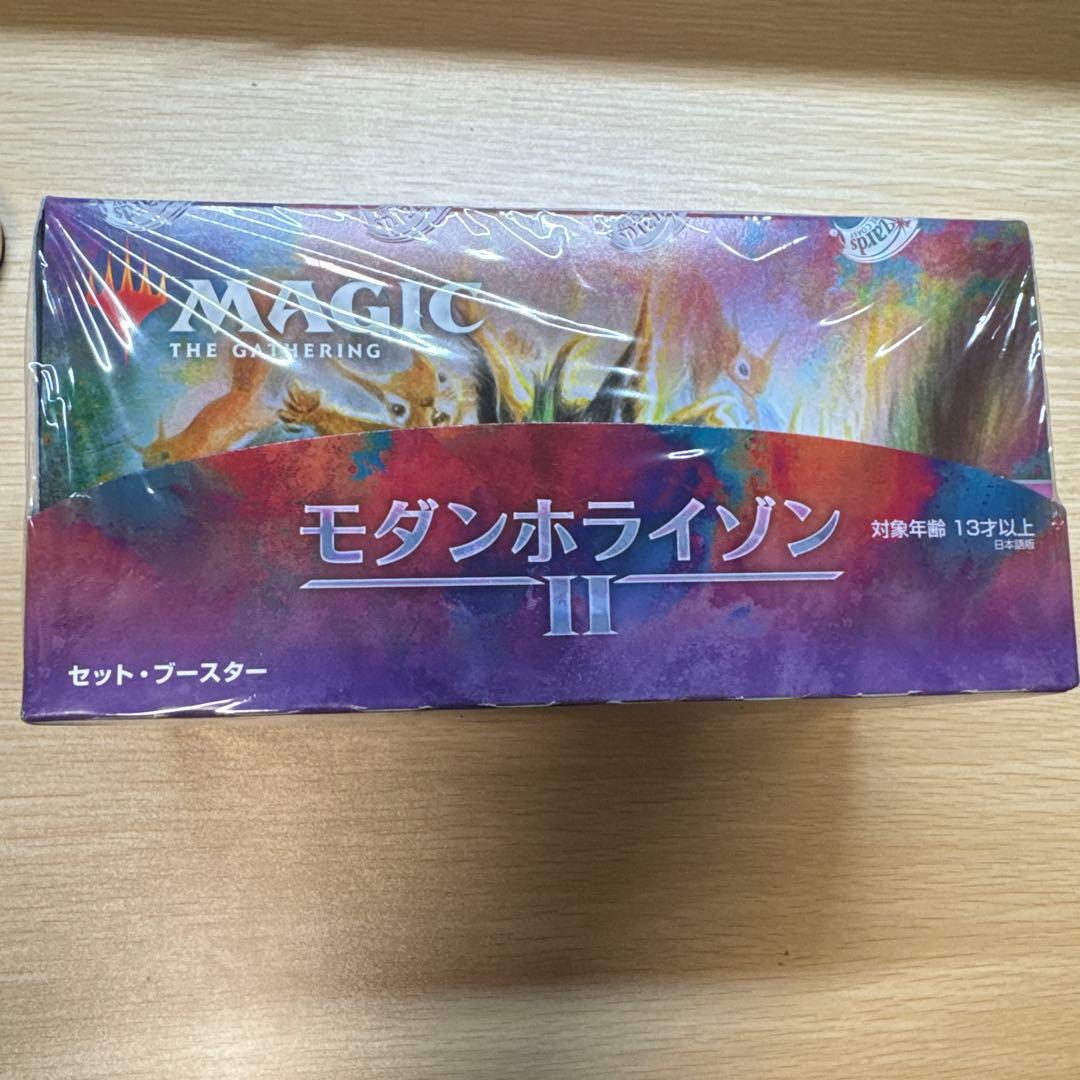 MAGIC
THE GATHERING
モダンホライゾン
II
対象年齢 13才以上
日本語版
セット・ブースター